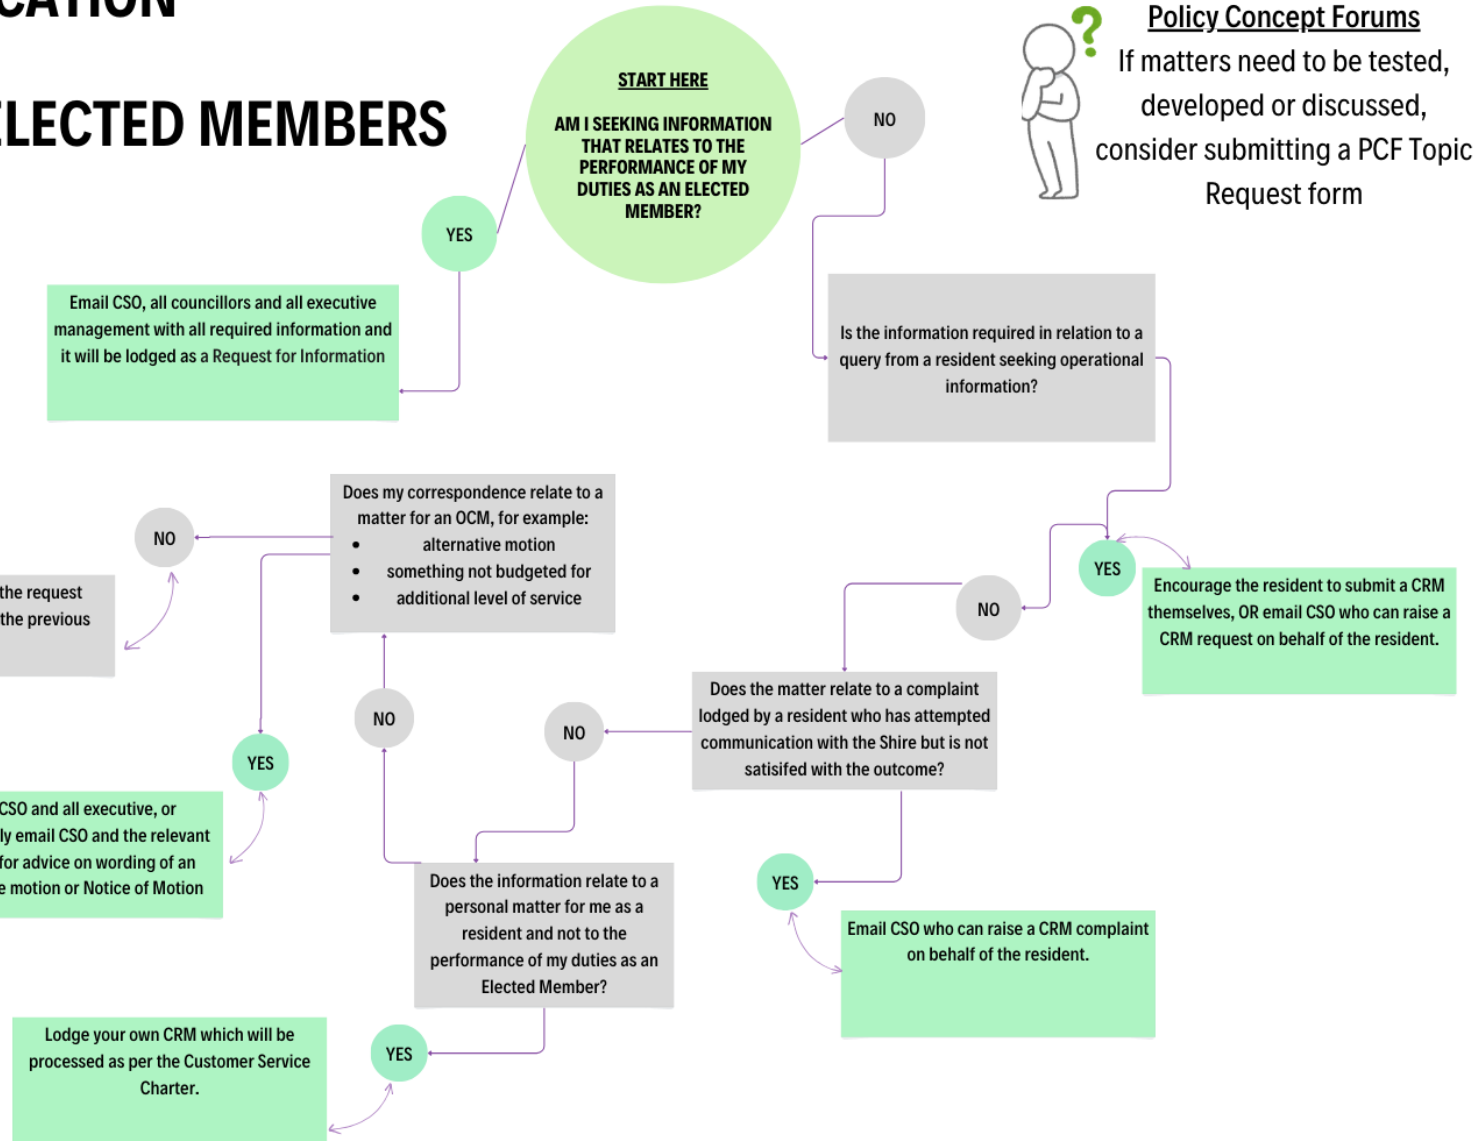 CATION
ELECTED MEMBERS
START HERE
AM I SEEKING INFORMATION
THAT RELATES TO THE
PERFORMANCE OF MY
DUTIES AS AN ELECTED
MEMBER?
NO
Policy Concept Forums
If matters need to be tested,
developed or discussed,
consider submitting a PCF Topic
Request form
?
YES
Email CSO, all councillors and all executive
management with all required information and
it will be lodged as a Request for Information
Is the information required in relation to a
query from a resident seeking operational
information?
Does my correspondence relate to a
matter for an OCM, for example:
• alternative motion
• something not budgeted for
• additional level of service
NO
the request
the previous
YES
Encourage the resident to submit a CRM
themselves, OR email CSO who can raise a
CRM request on behalf of the resident.
NO
Does the matter relate to a complaint
lodged by a resident who has attempted
communication with the Shire but is not
satisifed with the outcome?
NO
NO
YES
CSO and all executive, or
ly email CSO and the relevant
for advice on wording of an
e motion or Notice of Motion
Does the information relate to a
personal matter for me as a
resident and not to the
performance of my duties as an
Elected Member?
YES
Email CSO who can raise a CRM complaint
on behalf of the resident.
Lodge your own CRM which will be
processed as per the Customer Service
Charter.
YES